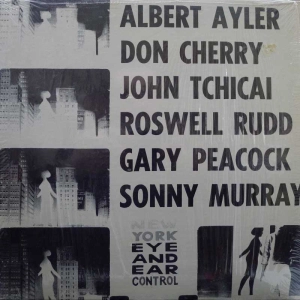 ALBERT AYLER
DON CHERRY
JOHN TCHICAI
ROSWELL RUDD
GARY PEACOCK
SONNY MURRAY
NEW
YORK
EYE
AND
EAR
CONTROL